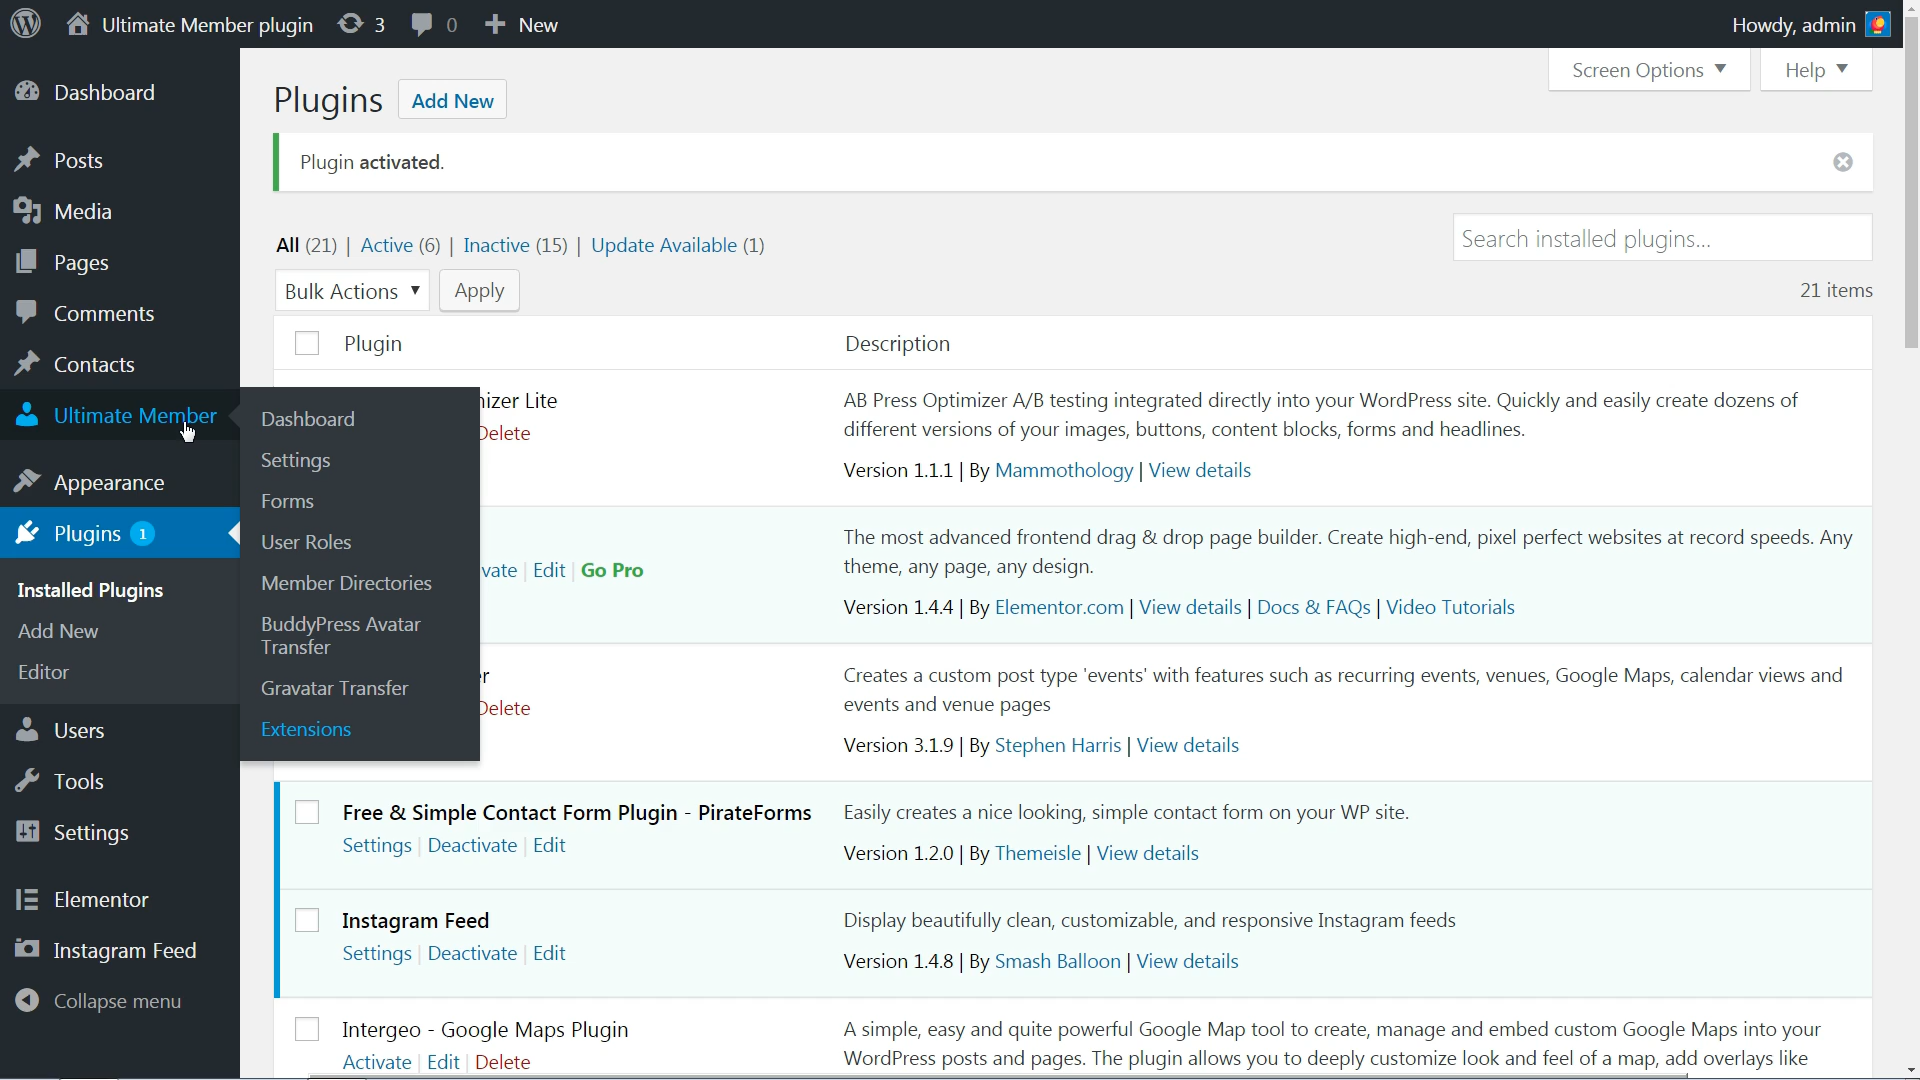 Ultimate Member plugin 3 0 New Howdy, admin
Screen Options Help
Dashboard
Posts
Media
Pages
Comments
Contacts
Ultimate Member
Appearance
Plugins 1
Installed Plugins
Add New
Editor
Users
Tools
Settings
Elementor
Instagram Feed
Collapse menu
Dashboard
Settings
Forms
User Roles
Member Directories
BuddyPress Avatar
Transfer
Gravatar Transfer
Extensions
Plugins Add New
Plugin activated.
All (21) | Active (6) | Inactive (15) | Update Available (1)
Search installed plugins...
Bulk Actions Apply 21 items
Plugin Description
nizer Lite
Delete
AB Press Optimizer A/B testing integrated directly into your WordPress site. Quickly and easily create dozens of
different versions of your images, buttons, content blocks, forms and headlines.
Version 1.1.1 | By Mammothology | View details
vate | Edit | Go Pro
The most advanced frontend drag & drop page builder. Create high-end, pixel perfect websites at record speeds. Any
theme, any page, any design.
Version 1.4.4 | By Elementor.com | View details | Docs & FAQs | Video Tutorials
er
Delete
Creates a custom post type 'events' with features such as recurring events, venues, Google Maps, calendar views and
events and venue pages
Version 3.1.9 | By Stephen Harris | View details
Free & Simple Contact Form Plugin - PirateForms
Settings | Deactivate | Edit
Easily creates a nice looking, simple contact form on your WP site.
Version 1.2.0 | By Themeisle | View details
Instagram Feed
Settings | Deactivate | Edit
Display beautifully clean, customizable, and responsive Instagram feeds
Version 1.4.8 | By Smash Balloon | View details
Intergeo - Google Maps Plugin
Activate | Edit | Delete
A simple, easy and quite powerful Google Map tool to create, manage and embed custom Google Maps into your
WordPress posts and pages. The plugin allows you to deeply customize look and feel of a map, add overlays like